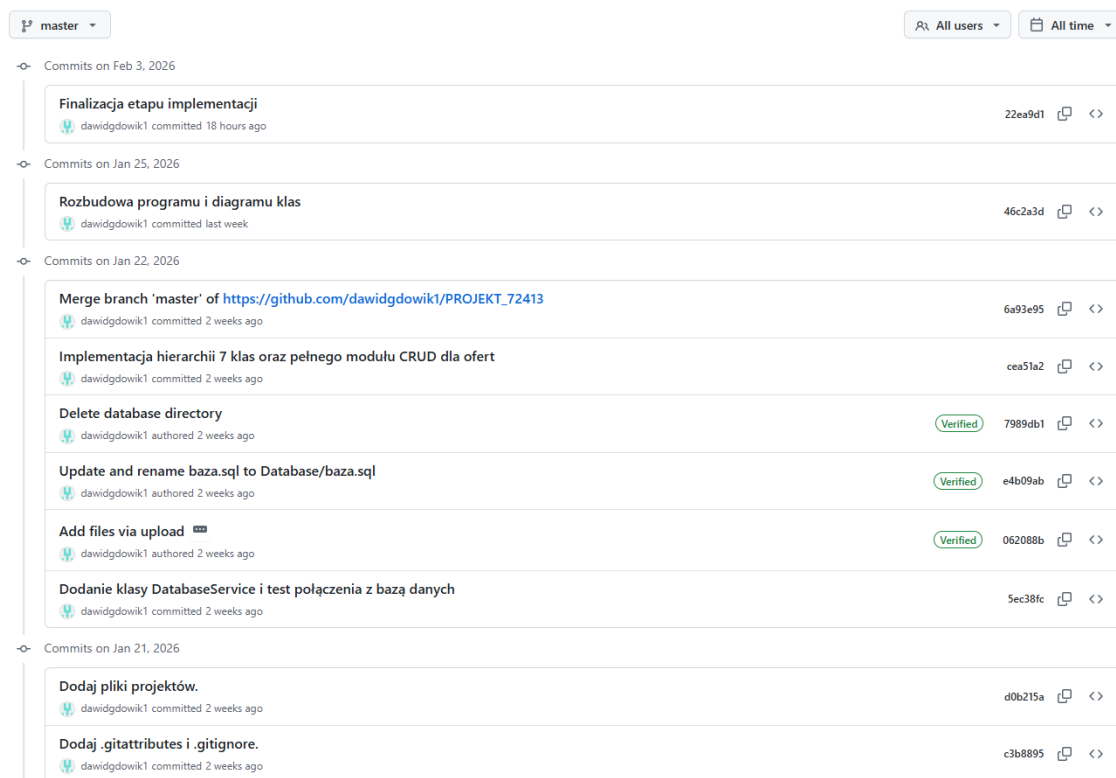 master
All users
All time
Commits on Feb 3, 2026
Finalizacja etapu implementacji
22ea9d1
dawidgdowik1 committed 18 hours ago
Commits on Jan 25, 2026
Rozbudowa programu i diagramu klas
46c2a3d
dawidgdowik1 committed last week
Commits on Jan 22, 2026
Merge branch 'master' of https://github.com/dawidgdowik1/PROJEKT_72413
6a93e95
dawidgdowik1 committed 2 weeks ago
Implementacja hierarchii 7 klas oraz pełnego modułu CRUD dla ofert
cea51a2
dawidgdowik1 committed 2 weeks ago
Delete database directory
Verified
7989db1
dawidgdowik1 authored 2 weeks ago
Update and rename baza.sql to Database/baza.sql
Verified
e4b09ab
dawidgdowik1 authored 2 weeks ago
Add files via upload
Verified
062088b
dawidgdowik1 authored 2 weeks ago
Dodanie klasy DatabaseService i test połączenia z bazą danych
5ec38fc
dawidgdowik1 committed 2 weeks ago
Commits on Jan 21, 2026
Dodaj pliki projektów.
d0b215a
dawidgdowik1 committed 2 weeks ago
Dodaj .gitattributes i .gitignore.
c3b8895
dawidgdowik1 committed 2 weeks ago